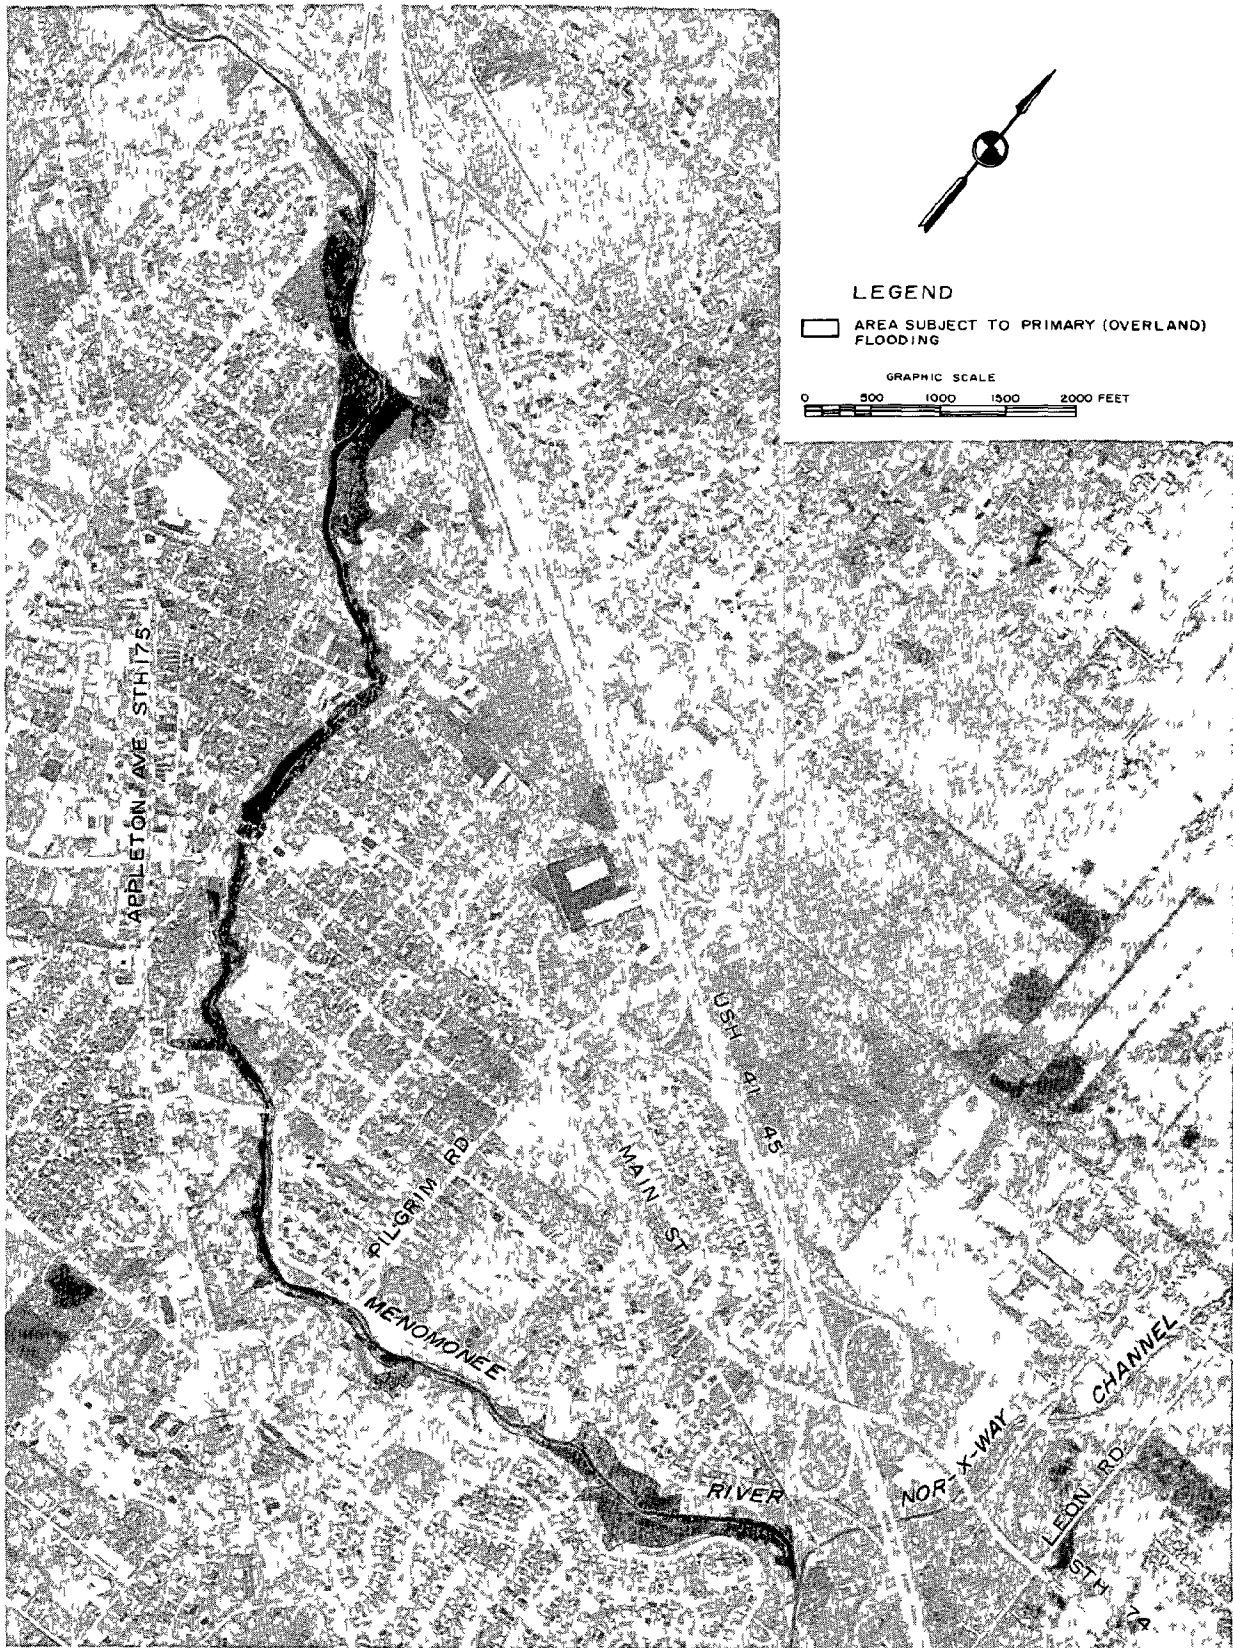 LEGEND
AREA SUBJECT TO PRIMARY (OVERLAND)
FLOODING
GRAPHIC SCALE
0 500 1000 1500 2000 FEET
APPLETON AVE STH 175
USH 41 45
MAIN ST
PILGRIM RD
MENOMONEE
RIVER
NOR-X-WAY CHANNEL
LEON RD
STH 74